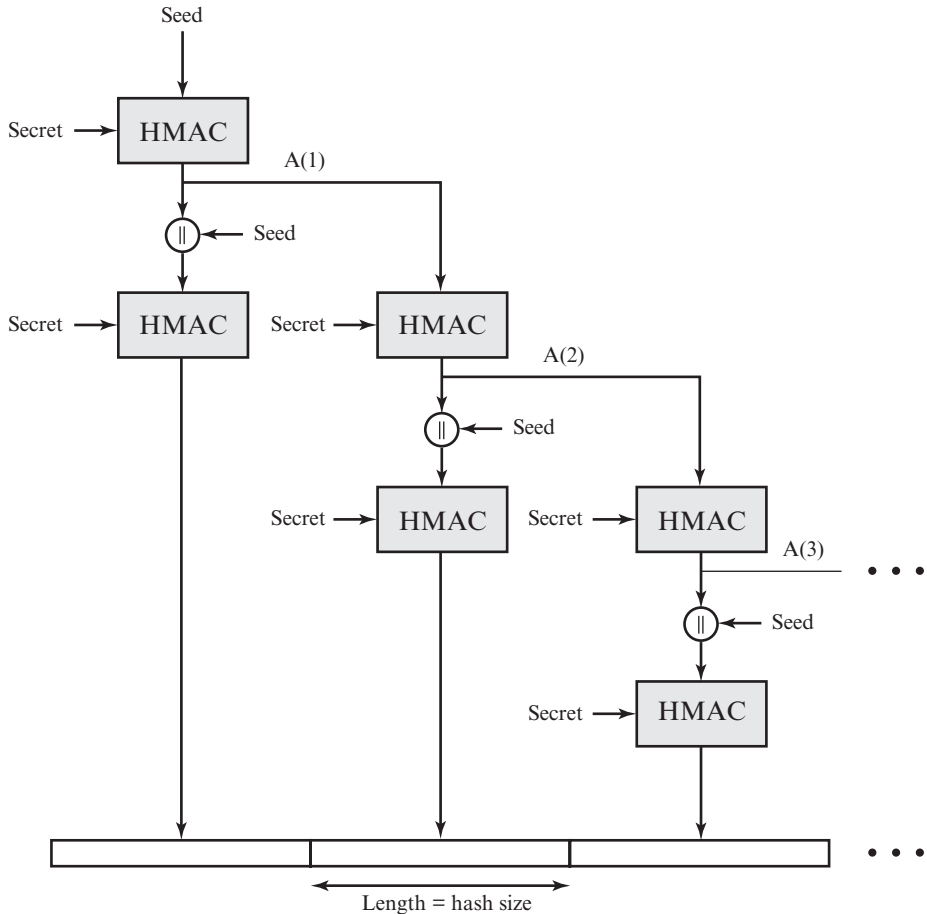 Seed
Secret
HMAC
A(1)
||
Seed
Secret
HMAC
Secret
HMAC
A(2)
||
Seed
Secret
HMAC
Secret
HMAC
A(3)
||
Seed
Secret
HMAC
Length = hash size